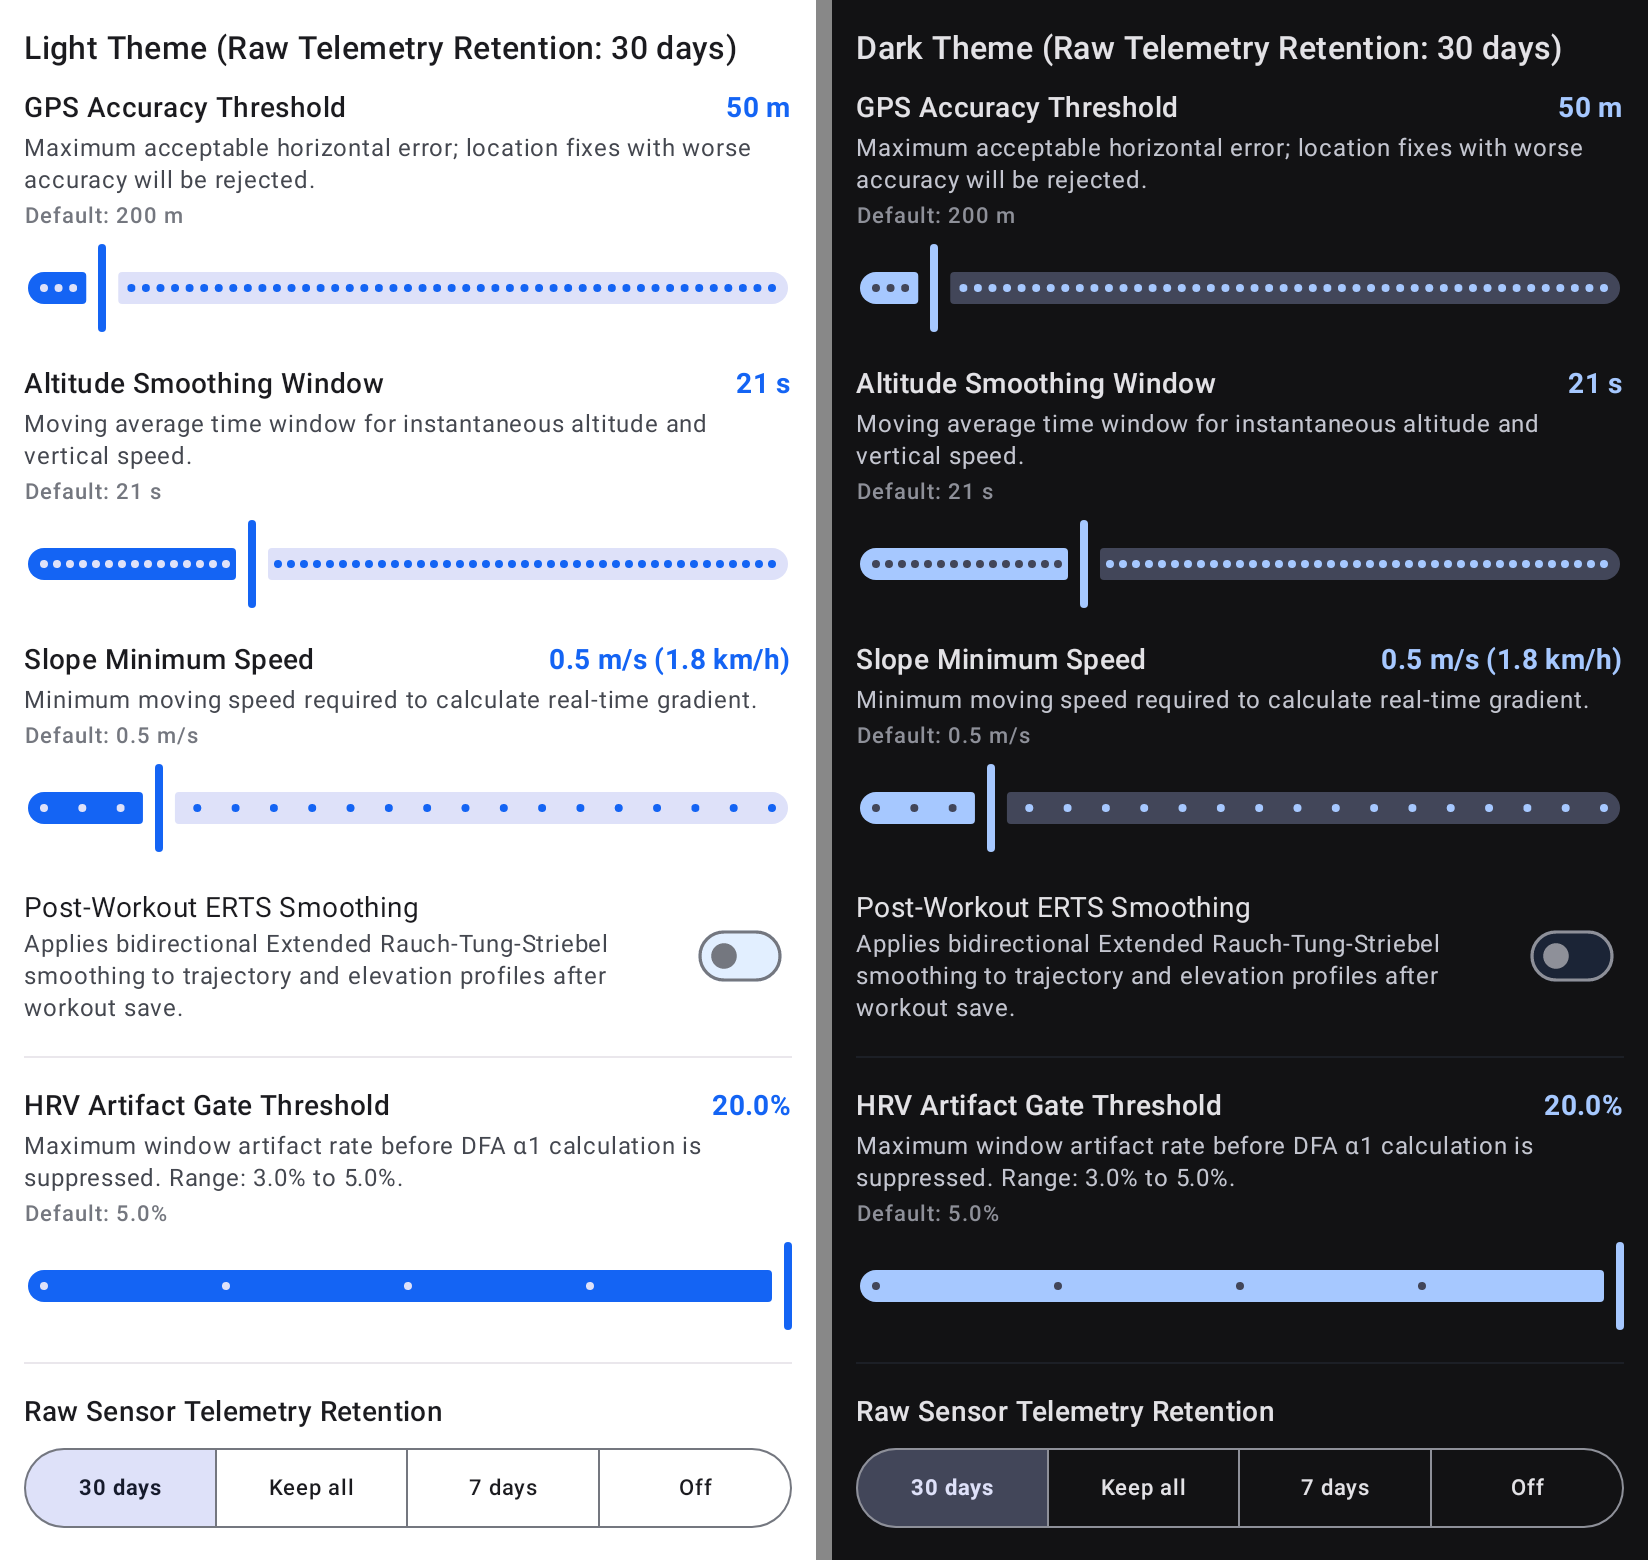 Light Theme (Raw Telemetry Retention: 30 days)
GPS Accuracy Threshold
50 m
Maximum acceptable horizontal error; location fixes with worse
accuracy will be rejected.
Default: 200 m
Altitude Smoothing Window
21 s
Moving average time window for instantaneous altitude and
vertical speed.
Default: 21 s
Slope Minimum Speed
0.5 m/s (1.8 km/h)
Minimum moving speed required to calculate real-time gradient.
Default: 0.5 m/s
Post-Workout ERTS Smoothing
Applies bidirectional Extended Rauch-Tung-Striebel
smoothing to trajectory and elevation profiles after
workout save.
HRV Artifact Gate Threshold
20.0%
Maximum window artifact rate before DFA α1 calculation is
suppressed. Range: 3.0% to 5.0%.
Default: 5.0%
Raw Sensor Telemetry Retention
30 days
Keep all
7 days
Off
Dark Theme (Raw Telemetry Retention: 30 days)
GPS Accuracy Threshold
50 m
Maximum acceptable horizontal error; location fixes with worse
accuracy will be rejected.
Default: 200 m
Altitude Smoothing Window
21 s
Moving average time window for instantaneous altitude and
vertical speed.
Default: 21 s
Slope Minimum Speed
0.5 m/s (1.8 km/h)
Minimum moving speed required to calculate real-time gradient.
Default: 0.5 m/s
Post-Workout ERTS Smoothing
Applies bidirectional Extended Rauch-Tung-Striebel
smoothing to trajectory and elevation profiles after
workout save.
HRV Artifact Gate Threshold
20.0%
Maximum window artifact rate before DFA α1 calculation is
suppressed. Range: 3.0% to 5.0%.
Default: 5.0%
Raw Sensor Telemetry Retention
30 days
Keep all
7 days
Off